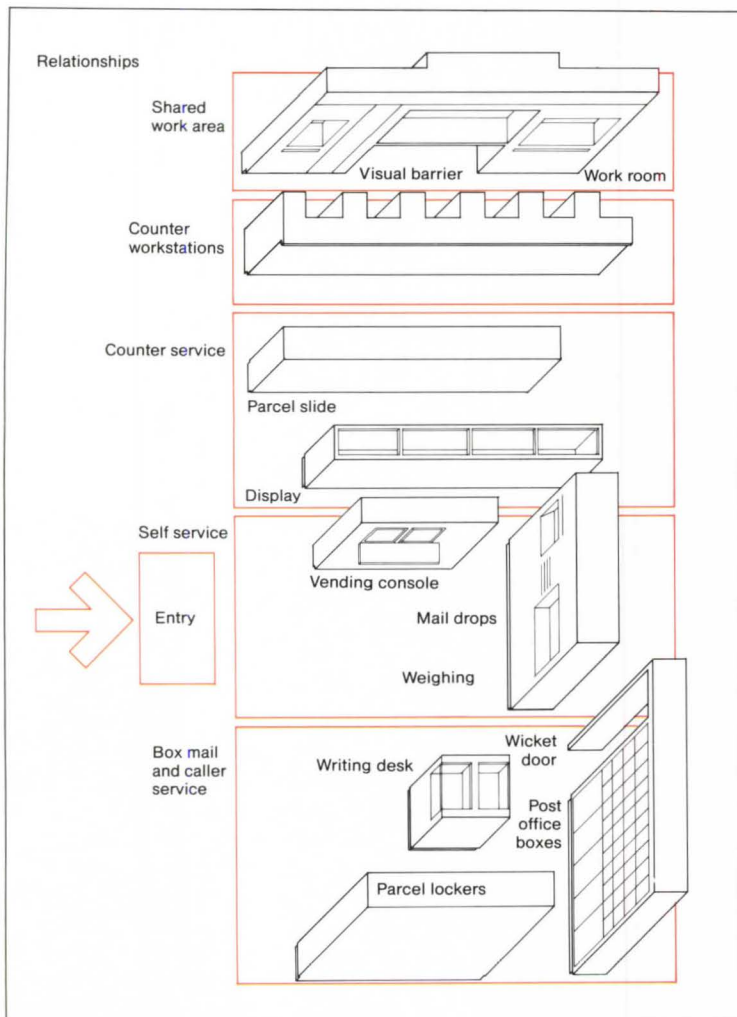 Relationships
Shared
work area
Visual barrier
Work room
Counter
workstations
Counter service
Parcel slide
Display
Self service
Vending console
Entry
Mail drops
Weighing
Box mail
and caller
service
Writing desk
Wicket
door
Post
office
boxes
Parcel lockers